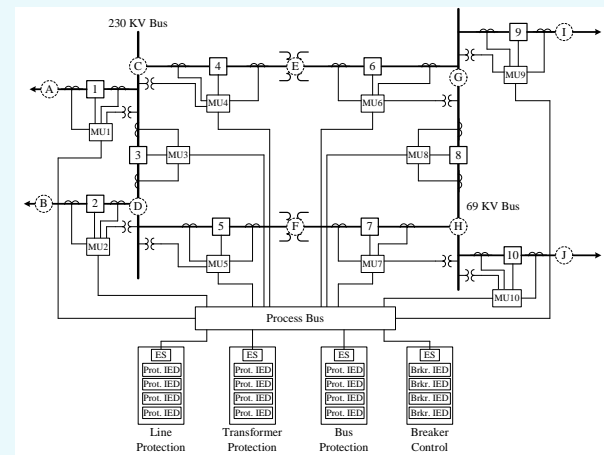 230 KV Bus
9
I
C
4
E
6
G
MU9
A
1
MU4
MU6
MU1
3
MU3
MU8
8
B
2
D
69 KV Bus
5
F
7
H
MU2
10
J
MU5
MU7
MU10
Process Bus
ES
ES
ES
ES
Prot. IED
Prot. IED
Prot. IED
Brkr. IED
Prot. IED
Prot. IED
Prot. IED
Brkr. IED
Prot. IED
Prot. IED
Prot. IED
Brkr. IED
Prot. IED
Prot. IED
Prot. IED
Brkr. IED
Line
Protection
Transformer
Protection
Bus
Protection
Breaker
Control